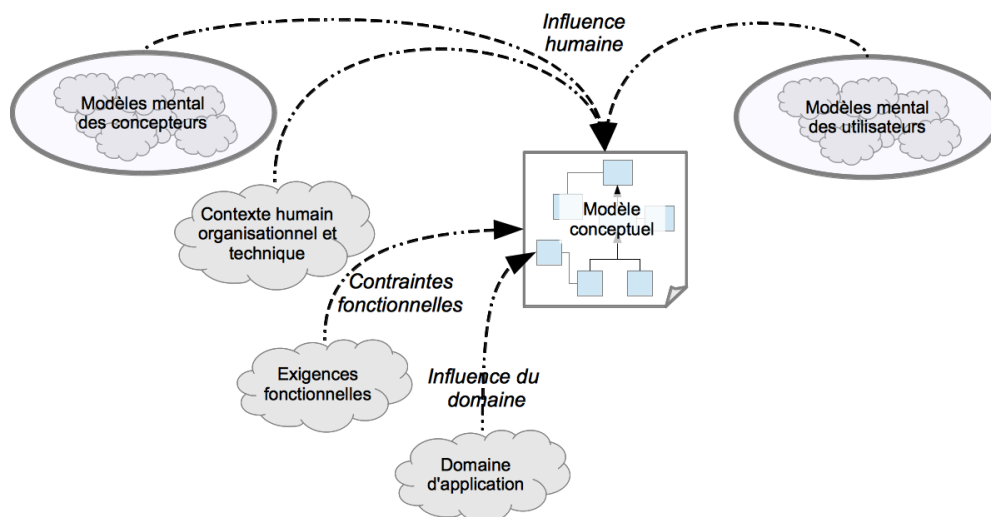 Influence
humaine
Modèles mental
des concepteurs
Modèles mental
des utilisateurs
Contexte humain
organisationnel et
technique
Modèle
conceptuel
Contraintes
fonctionnelles
Exigences
fonctionnelles
Influence du
domaine
Domaine
d'application